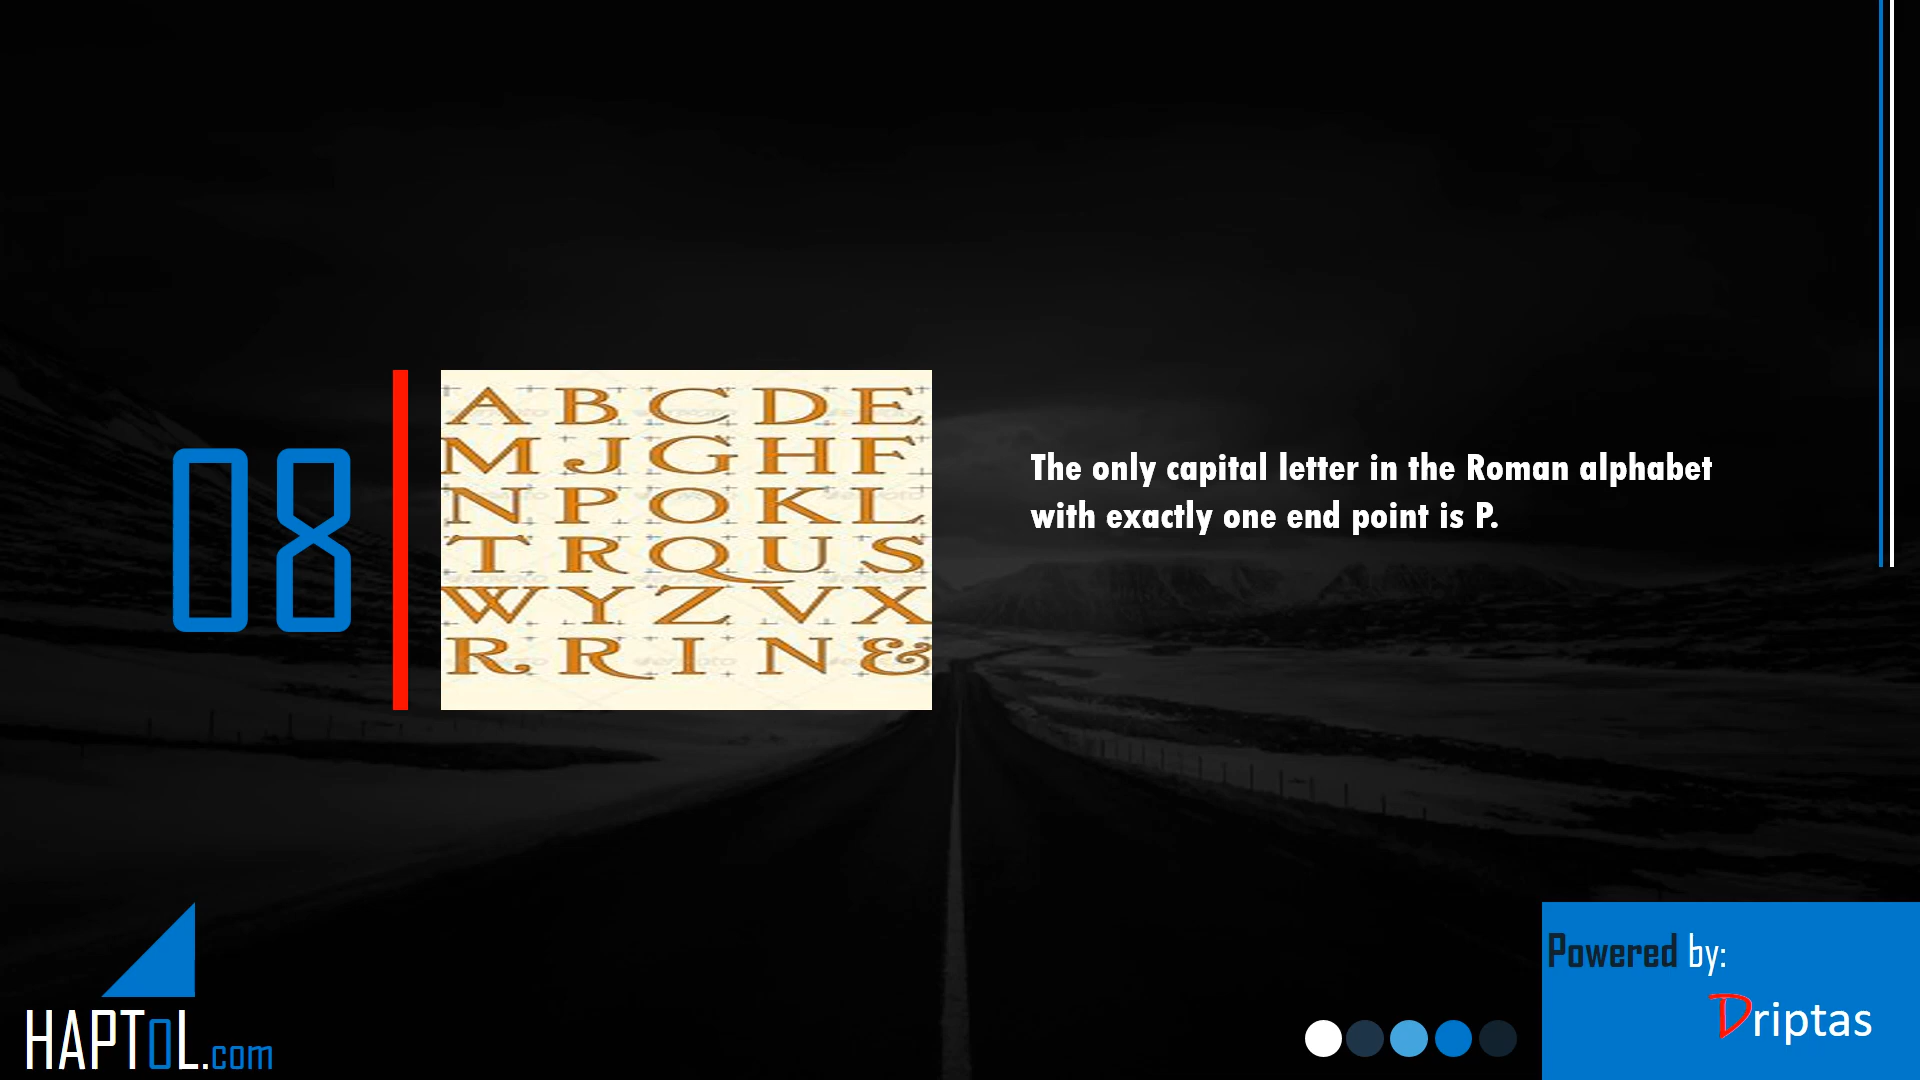 08
A B C D E
M J G H F
N P O K L
T R Q U S
W Y Z V X
R R I N &
The only capital letter in the Roman alphabet
with exactly one end point is P.
HAPTOL.com
Powered by:
Driptas